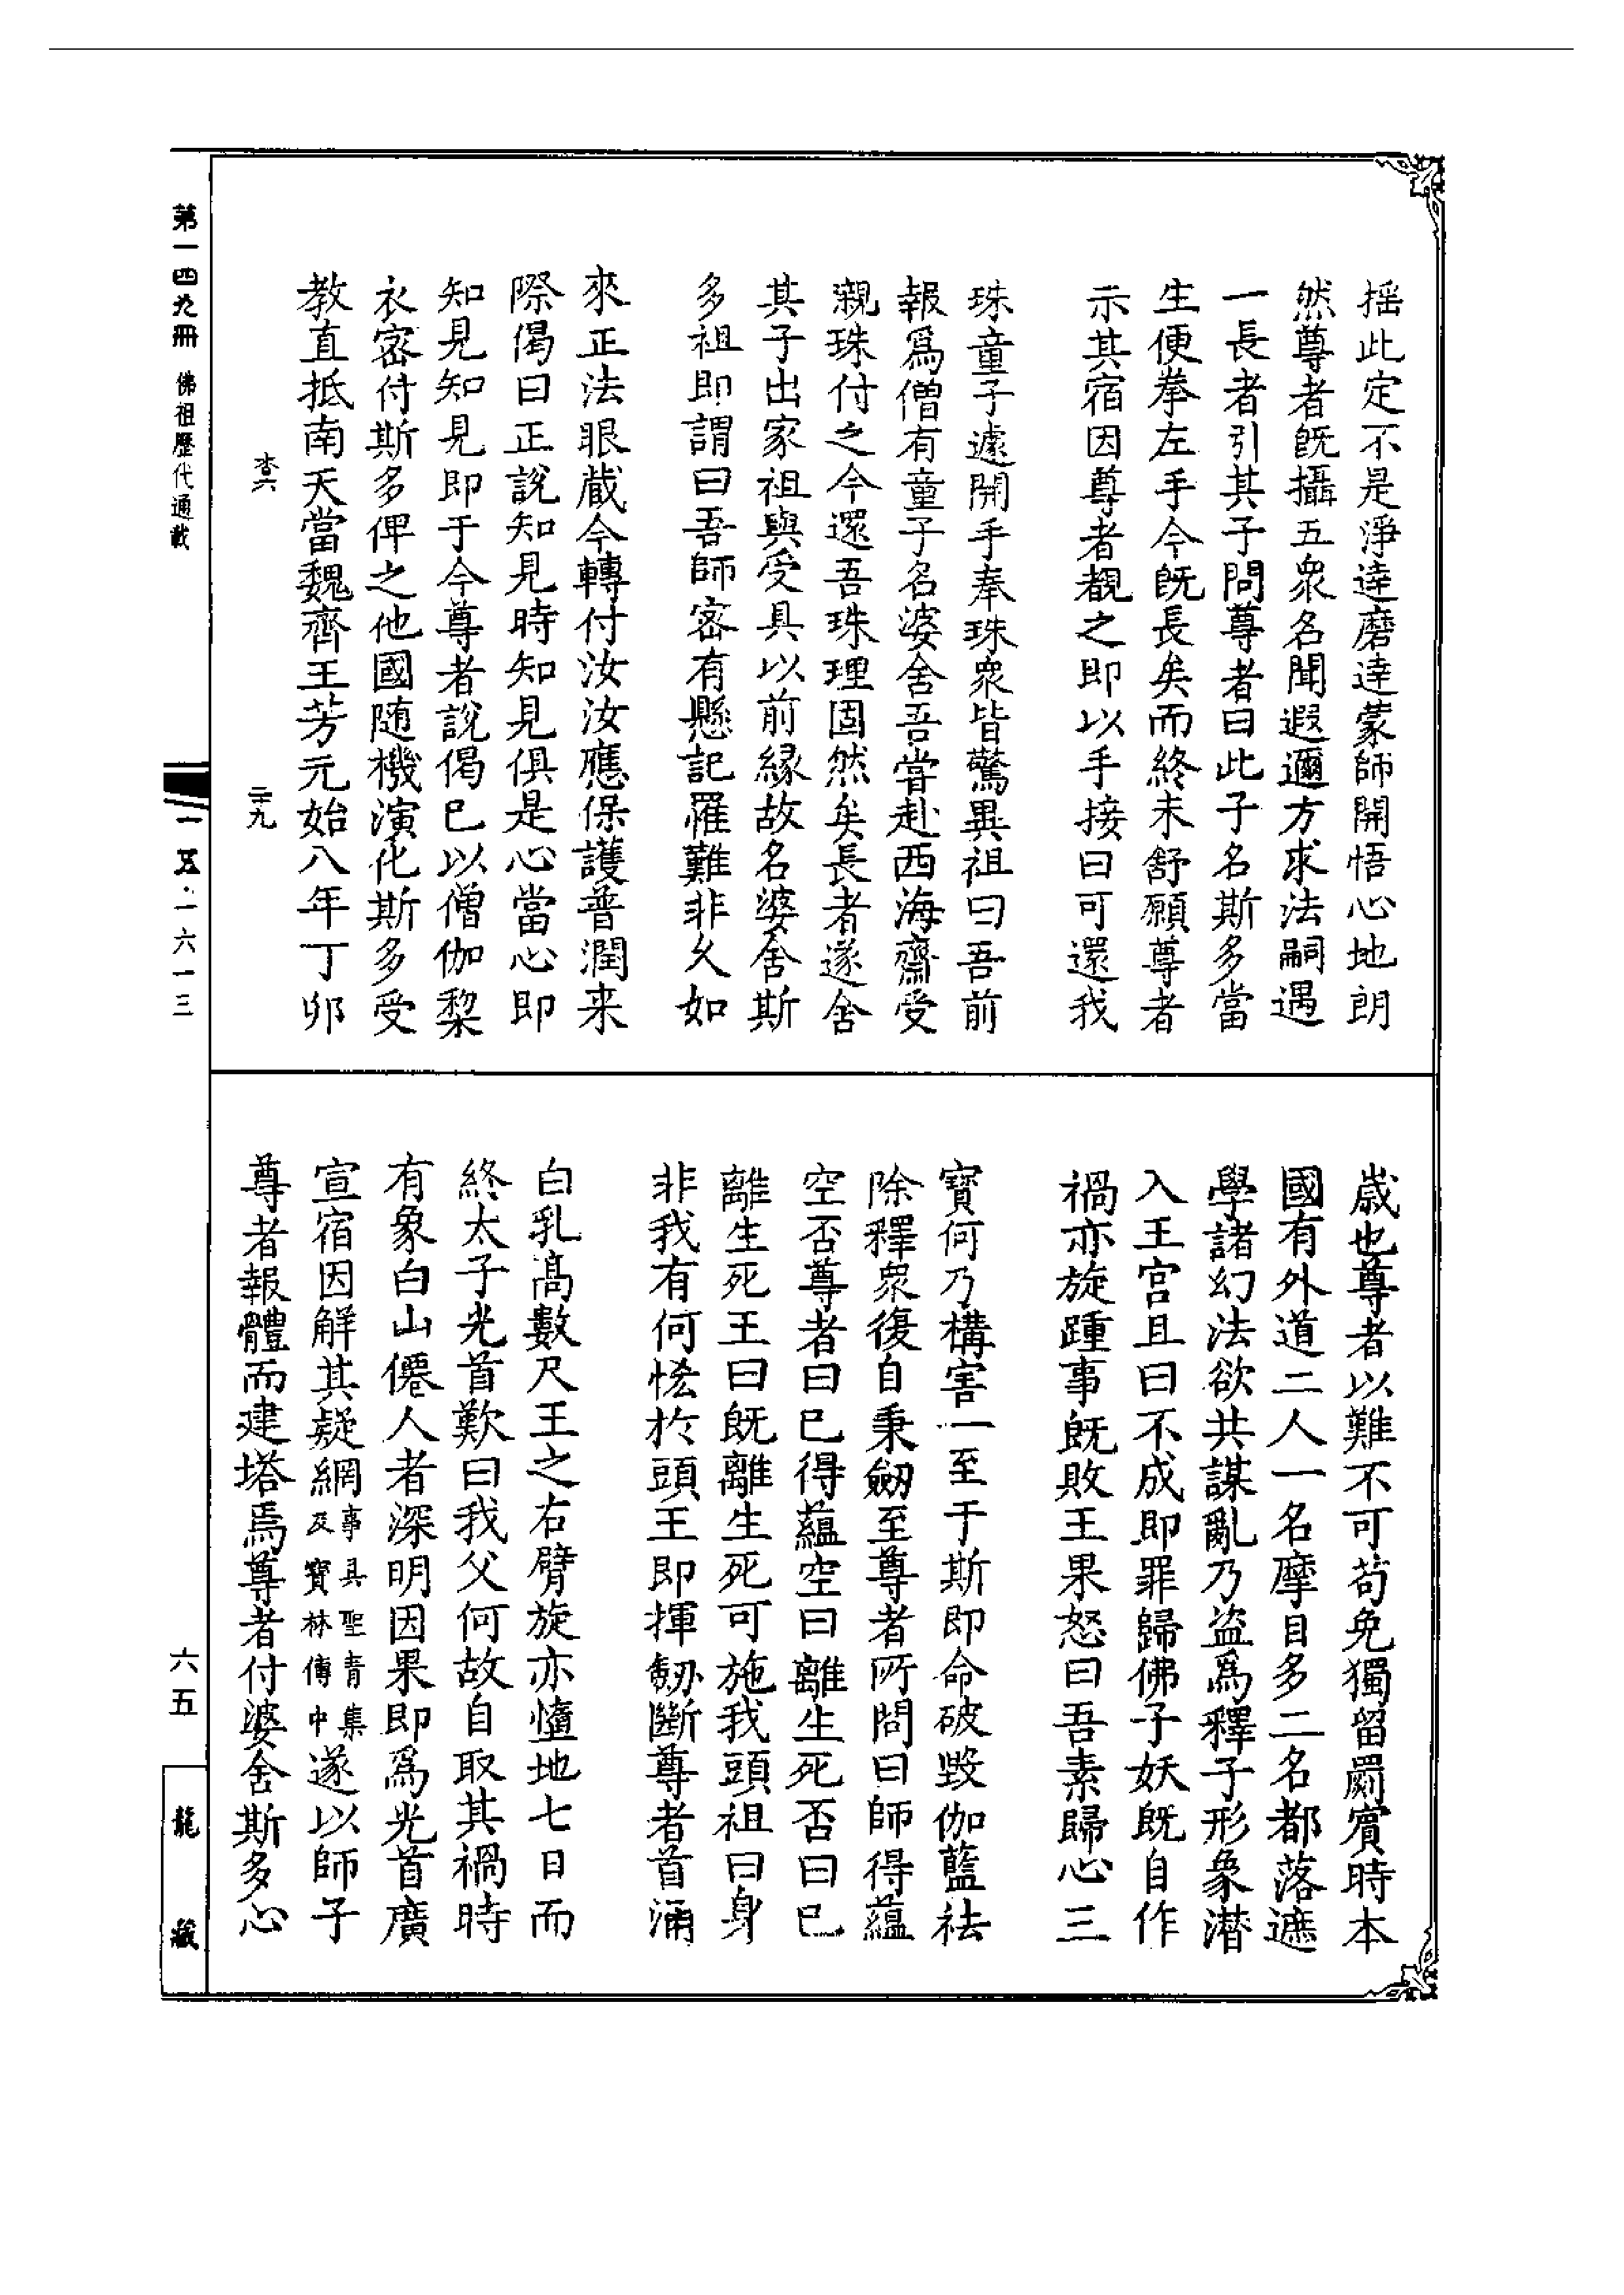 揺此定不是淨達磨達蒙師開悟心地朗
然尊者旣攝五衆名聞遐邇方求法嗣遇
一長者引其子問尊者曰此子名斯多當
生便拳左手今旣長矣而終未舒願尊者
示其宿因尊者覩之即以手接曰可還我
珠童子遽開手奉珠衆皆驚異祖曰吾前
報爲僧有童子名婆舍吾甞赴西海齋受
𡠜珠付之今還吾珠理固然矣長者遂舍
其子出家祖與受具以前縁故名婆舍斯
多祖即謂曰吾師密有懸記罹難非久如
來正法眼蔵今轉付汝汝應保護普潤来
際偈曰正說知見時知見俱是心當心即
知見知見即于今尊者說偈已以僧伽棃
衣密付斯多俾之他國随機演化斯多受
教直抵南天當魏齊王芳元始八年丁卯
歳也尊者以難不可茍免獨留罽賓時本
國有外道二人一名摩目多二名都落遮
學諸幻法欲共謀亂乃盜爲釋子形象潜
入王宫且曰不成即罪歸佛子妖旣自作
禍亦旋踵事旣敗王果怒曰吾素歸心三
寳何乃構害一至于斯即命破毀伽藍祛
除釋衆復自秉劔至尊者所問曰師得蘊
空否尊者曰已得蘊空曰離生死否曰已
離生死王曰旣離生死可施我頭祖曰身
非我有何悋於頭王即揮劔斷尊者首涌
白乳髙數尺王之右臂旋亦墮地七日而
終太子光首歎曰我父何故自取其禍時
有象白山僊人者深明因果即爲光首廣
宣宿因解其疑網事具聖胄集及寳林傳中遂以師子
尊者報體而建塔焉尊者付婆舍斯多心
第一四九冊 佛祖歷代通載
二十九
一五·一六一三
六五
龍藏